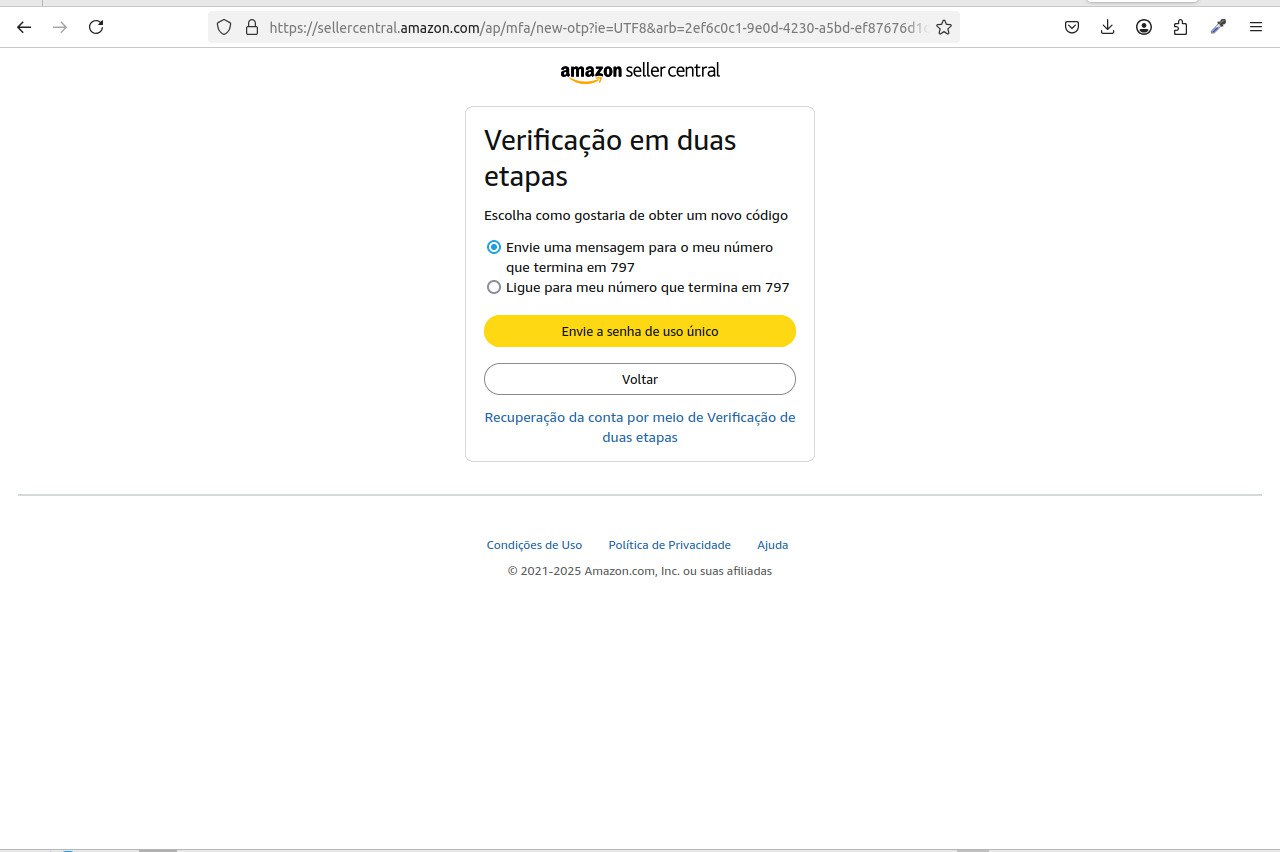 https://sellercentral.amazon.com/ap/mfa/new-otp?ie=UTF8&arb=2ef6c0c1-9e0d-4230-a5bd-ef87676d1
amazon seller central
Verificação em duas
etapas
Escolha como gostaria de obter um novo código
Envie uma mensagem para o meu número
que termina em 797
Ligue para meu número que termina em 797
Envie a senha de uso único
Voltar
Recuperação da conta por meio de Verificação de
duas etapas
Condições de Uso Política de Privacidade Ajuda
© 2021-2025 Amazon.com, Inc. ou suas afiliadas